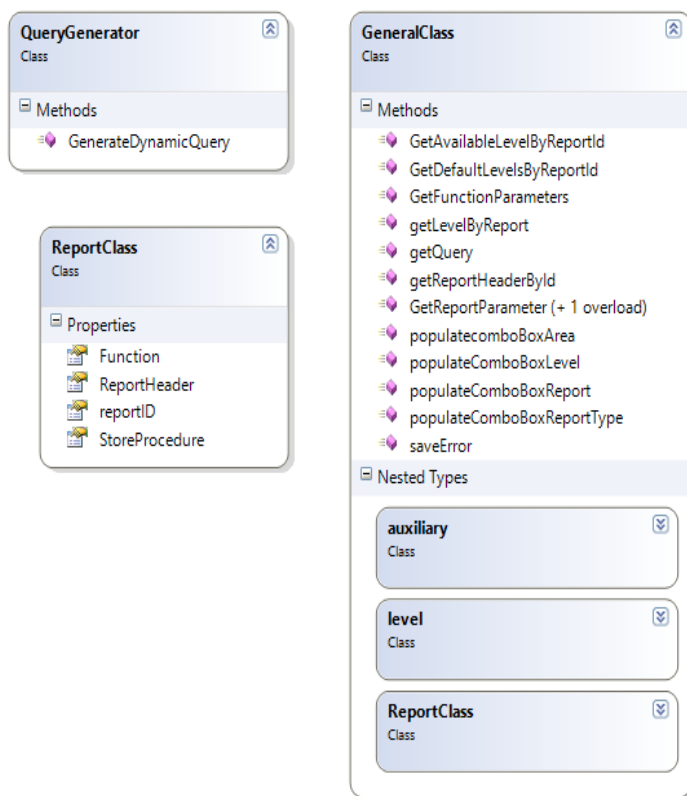 QueryGenerator
Class
Methods
GenerateDynamicQuery
ReportClass
Class
Properties
Function
ReportHeader
reportID
StoreProcedure
GeneralClass
Class
Methods
GetAvailableLevelByReportId
GetDefaultLevelsByReportId
GetFunctionParameters
getLevelByReport
getQuery
getReportHeaderById
GetReportParameter (+ 1 overload)
populatecomboBoxArea
populateComboBoxLevel
populateComboBoxReport
populateComboBoxReportType
saveError
Nested Types
auxiliary
Class
level
Class
ReportClass
Class